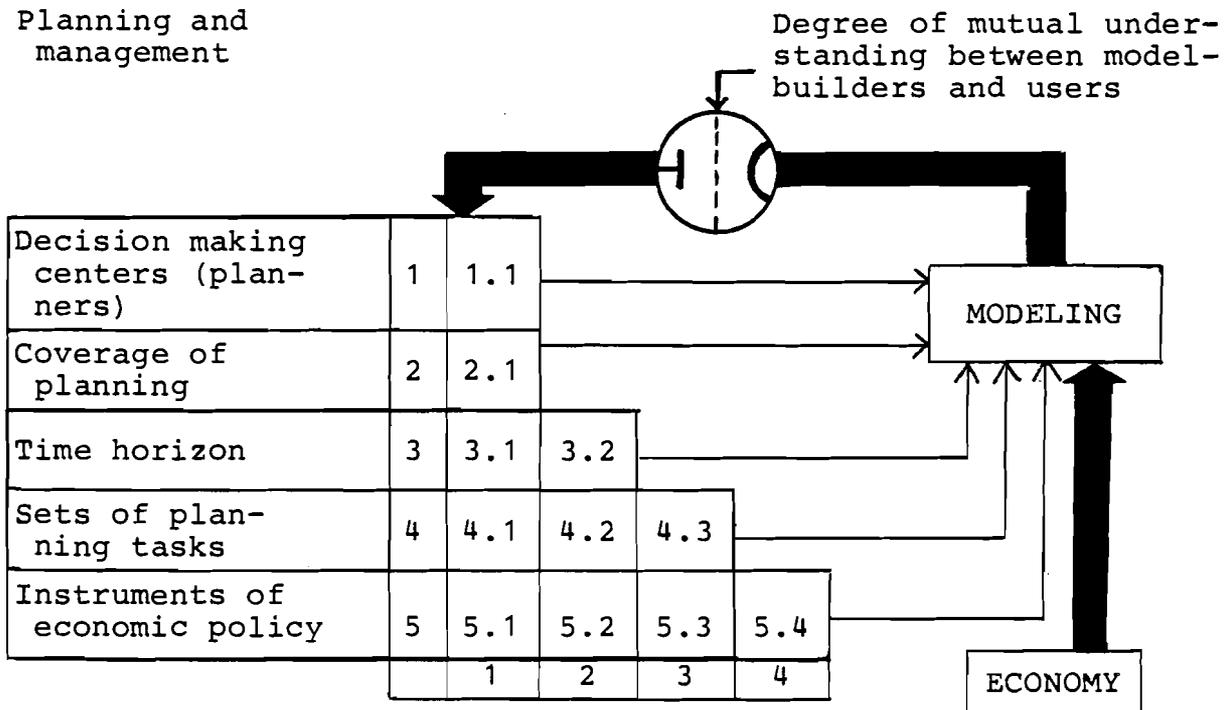 Planning and
management
Degree of mutual under-
standing between model-
builders and users
Decision making
centers (plan-
ners)
1 1.1
MODELING
Coverage of
planning
2 2.1
Time horizon 3 3.1 3.2
Sets of plan-
ning tasks
4 4.1 4.2 4.3
Instruments of
economic policy
5 5.1 5.2 5.3 5.4
1 2 3 4
ECONOMY